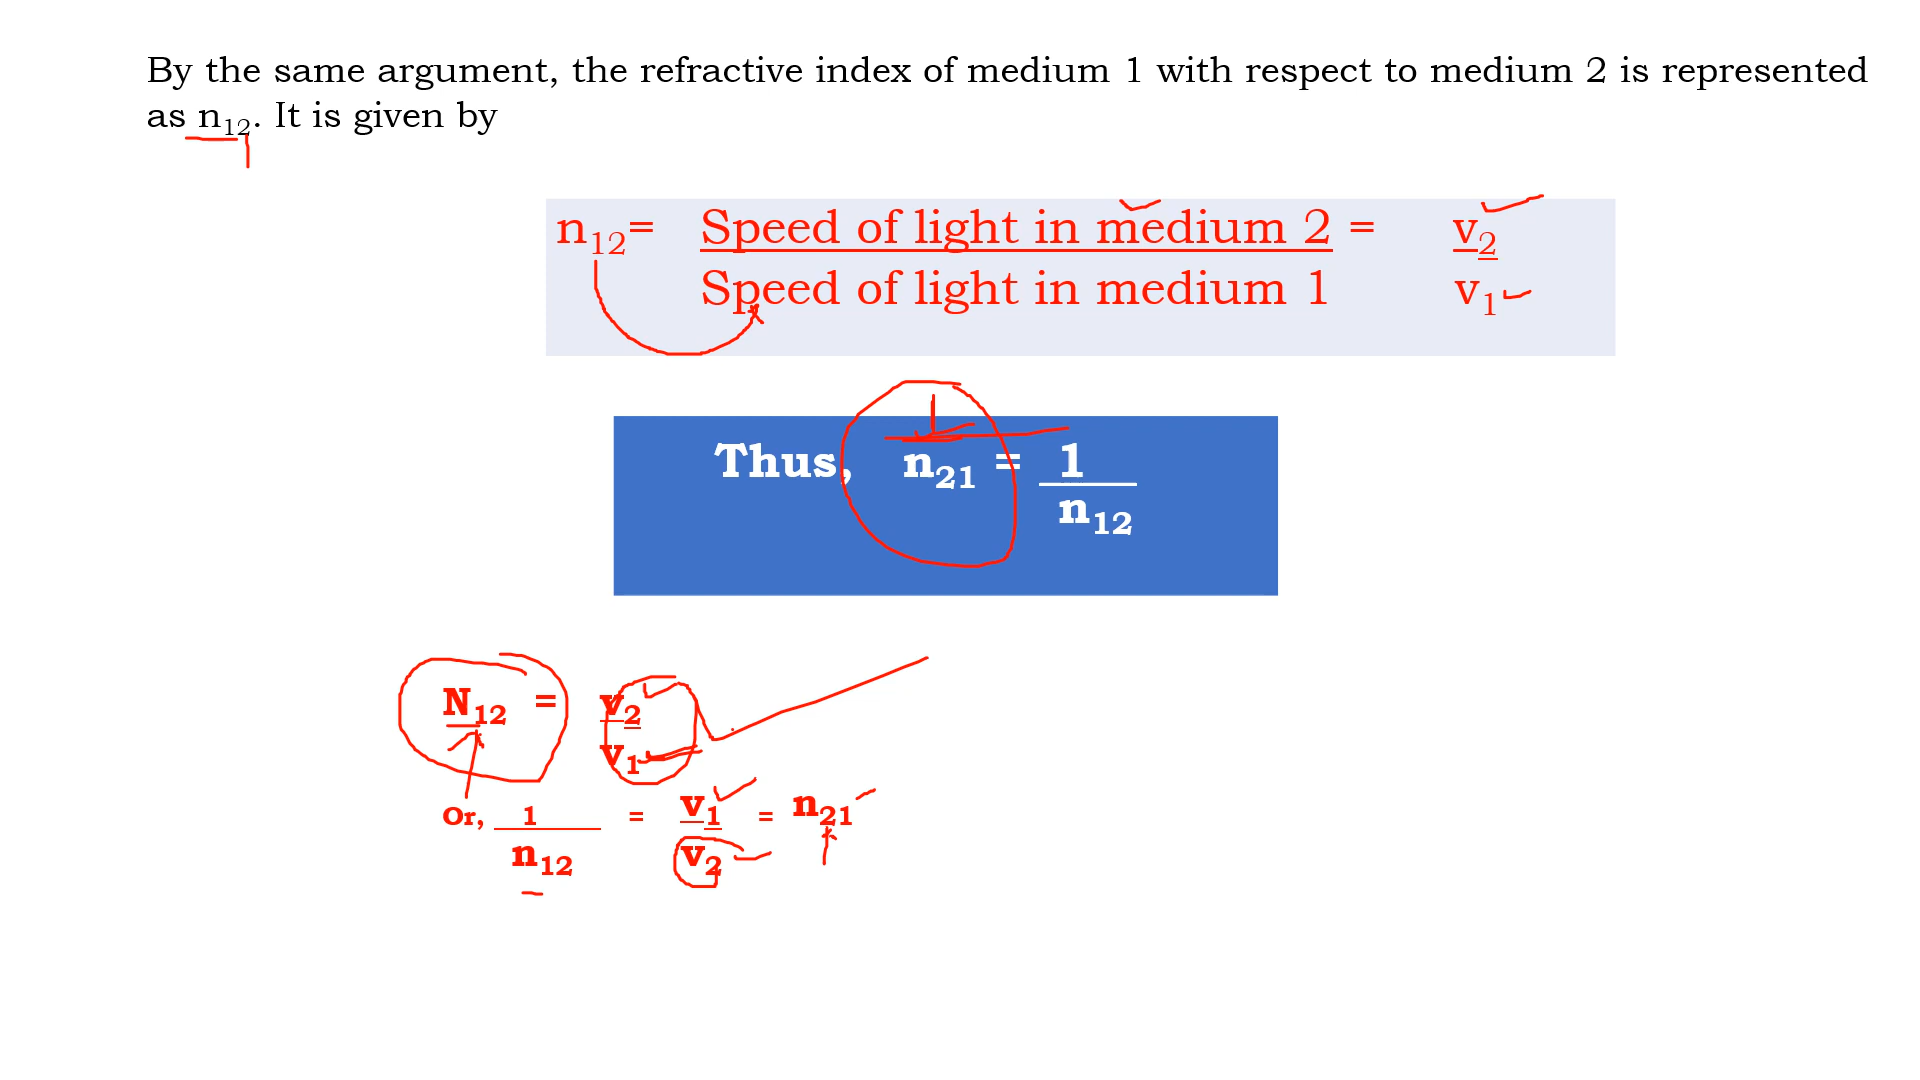 By the same argument, the refractive index of medium 1 with respect to medium 2 is represented
as n₁₂. It is given by
n₁₂= Speed of light in medium 2 = v₂
Speed of light in medium 1 v₁
Thus, n₂₁ = 1
n₁₂
N₁₂ = v₂
v₁
Or, 1 = v₁ = n₂₁
n₁₂ v₂